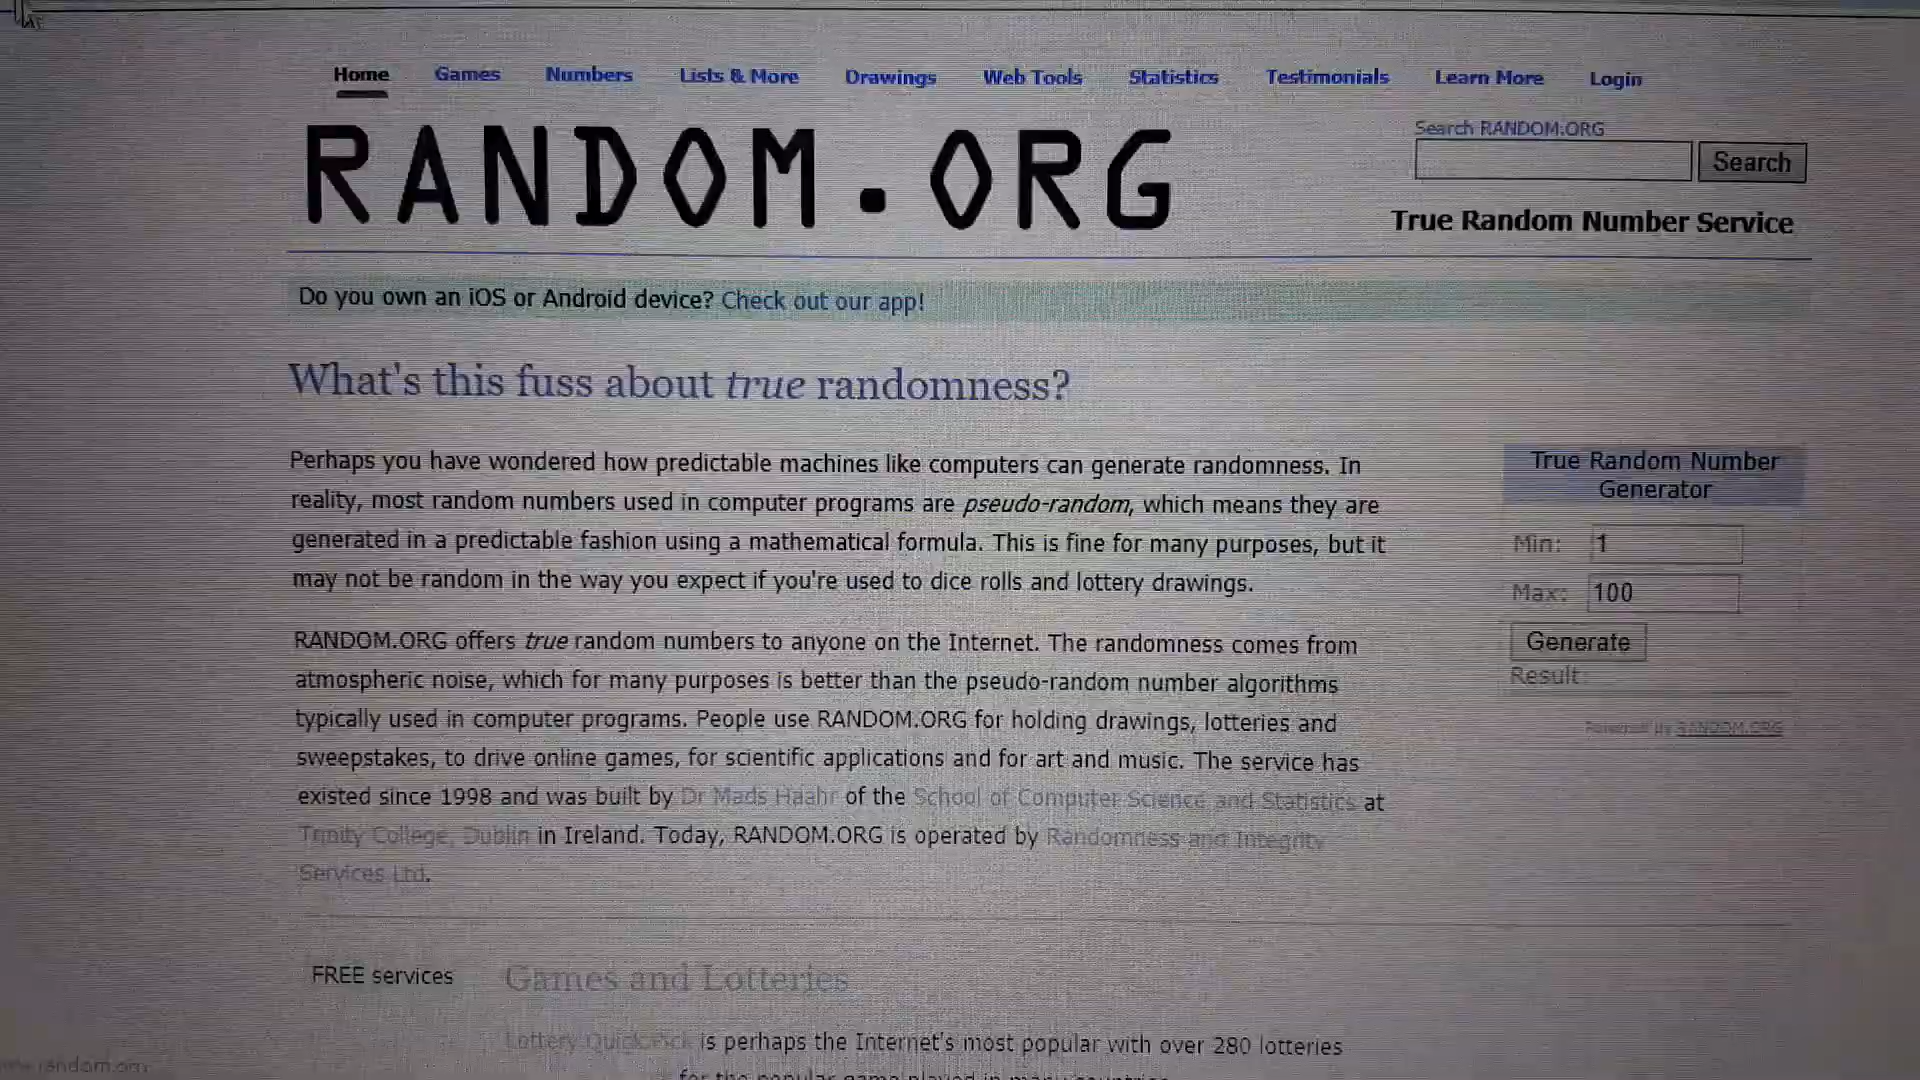 Home Games Numbers Lists & More Drawings Web Tools Statistics Testimonials Learn More Login
RANDOM.ORG
Search RANDOM.ORG
Search
True Random Number Service
Do you own an iOS or Android device? Check out our app!
What's this fuss about true randomness?
Perhaps you have wondered how predictable machines like computers can generate randomness. In
reality, most random numbers used in computer programs are pseudo-random, which means they are
generated in a predictable fashion using a mathematical formula. This is fine for many purposes, but it
may not be random in the way you expect if you're used to dice rolls and lottery drawings.
RANDOM.ORG offers true random numbers to anyone on the Internet. The randomness comes from
atmospheric noise, which for many purposes is better than the pseudo-random number algorithms
typically used in computer programs. People use RANDOM.ORG for holding drawings, lotteries and
sweepstakes, to drive online games, for scientific applications and for art and music. The service has
existed since 1998 and was built by Dr Mads Haahr of the School of Computer Science and Statistics at
Trinity College, Dublin in Ireland. Today, RANDOM.ORG is operated by Randomness and Integrity
Services Ltd.
True Random Number
Generator
Min: 1
Max: 100
Generate
Result:
Powered by RANDOM.ORG
FREE services
Games and Lotteries
Lottery Quick Pick is perhaps the Internet's most popular with over 280 lotteries
for the popular game played in many countries